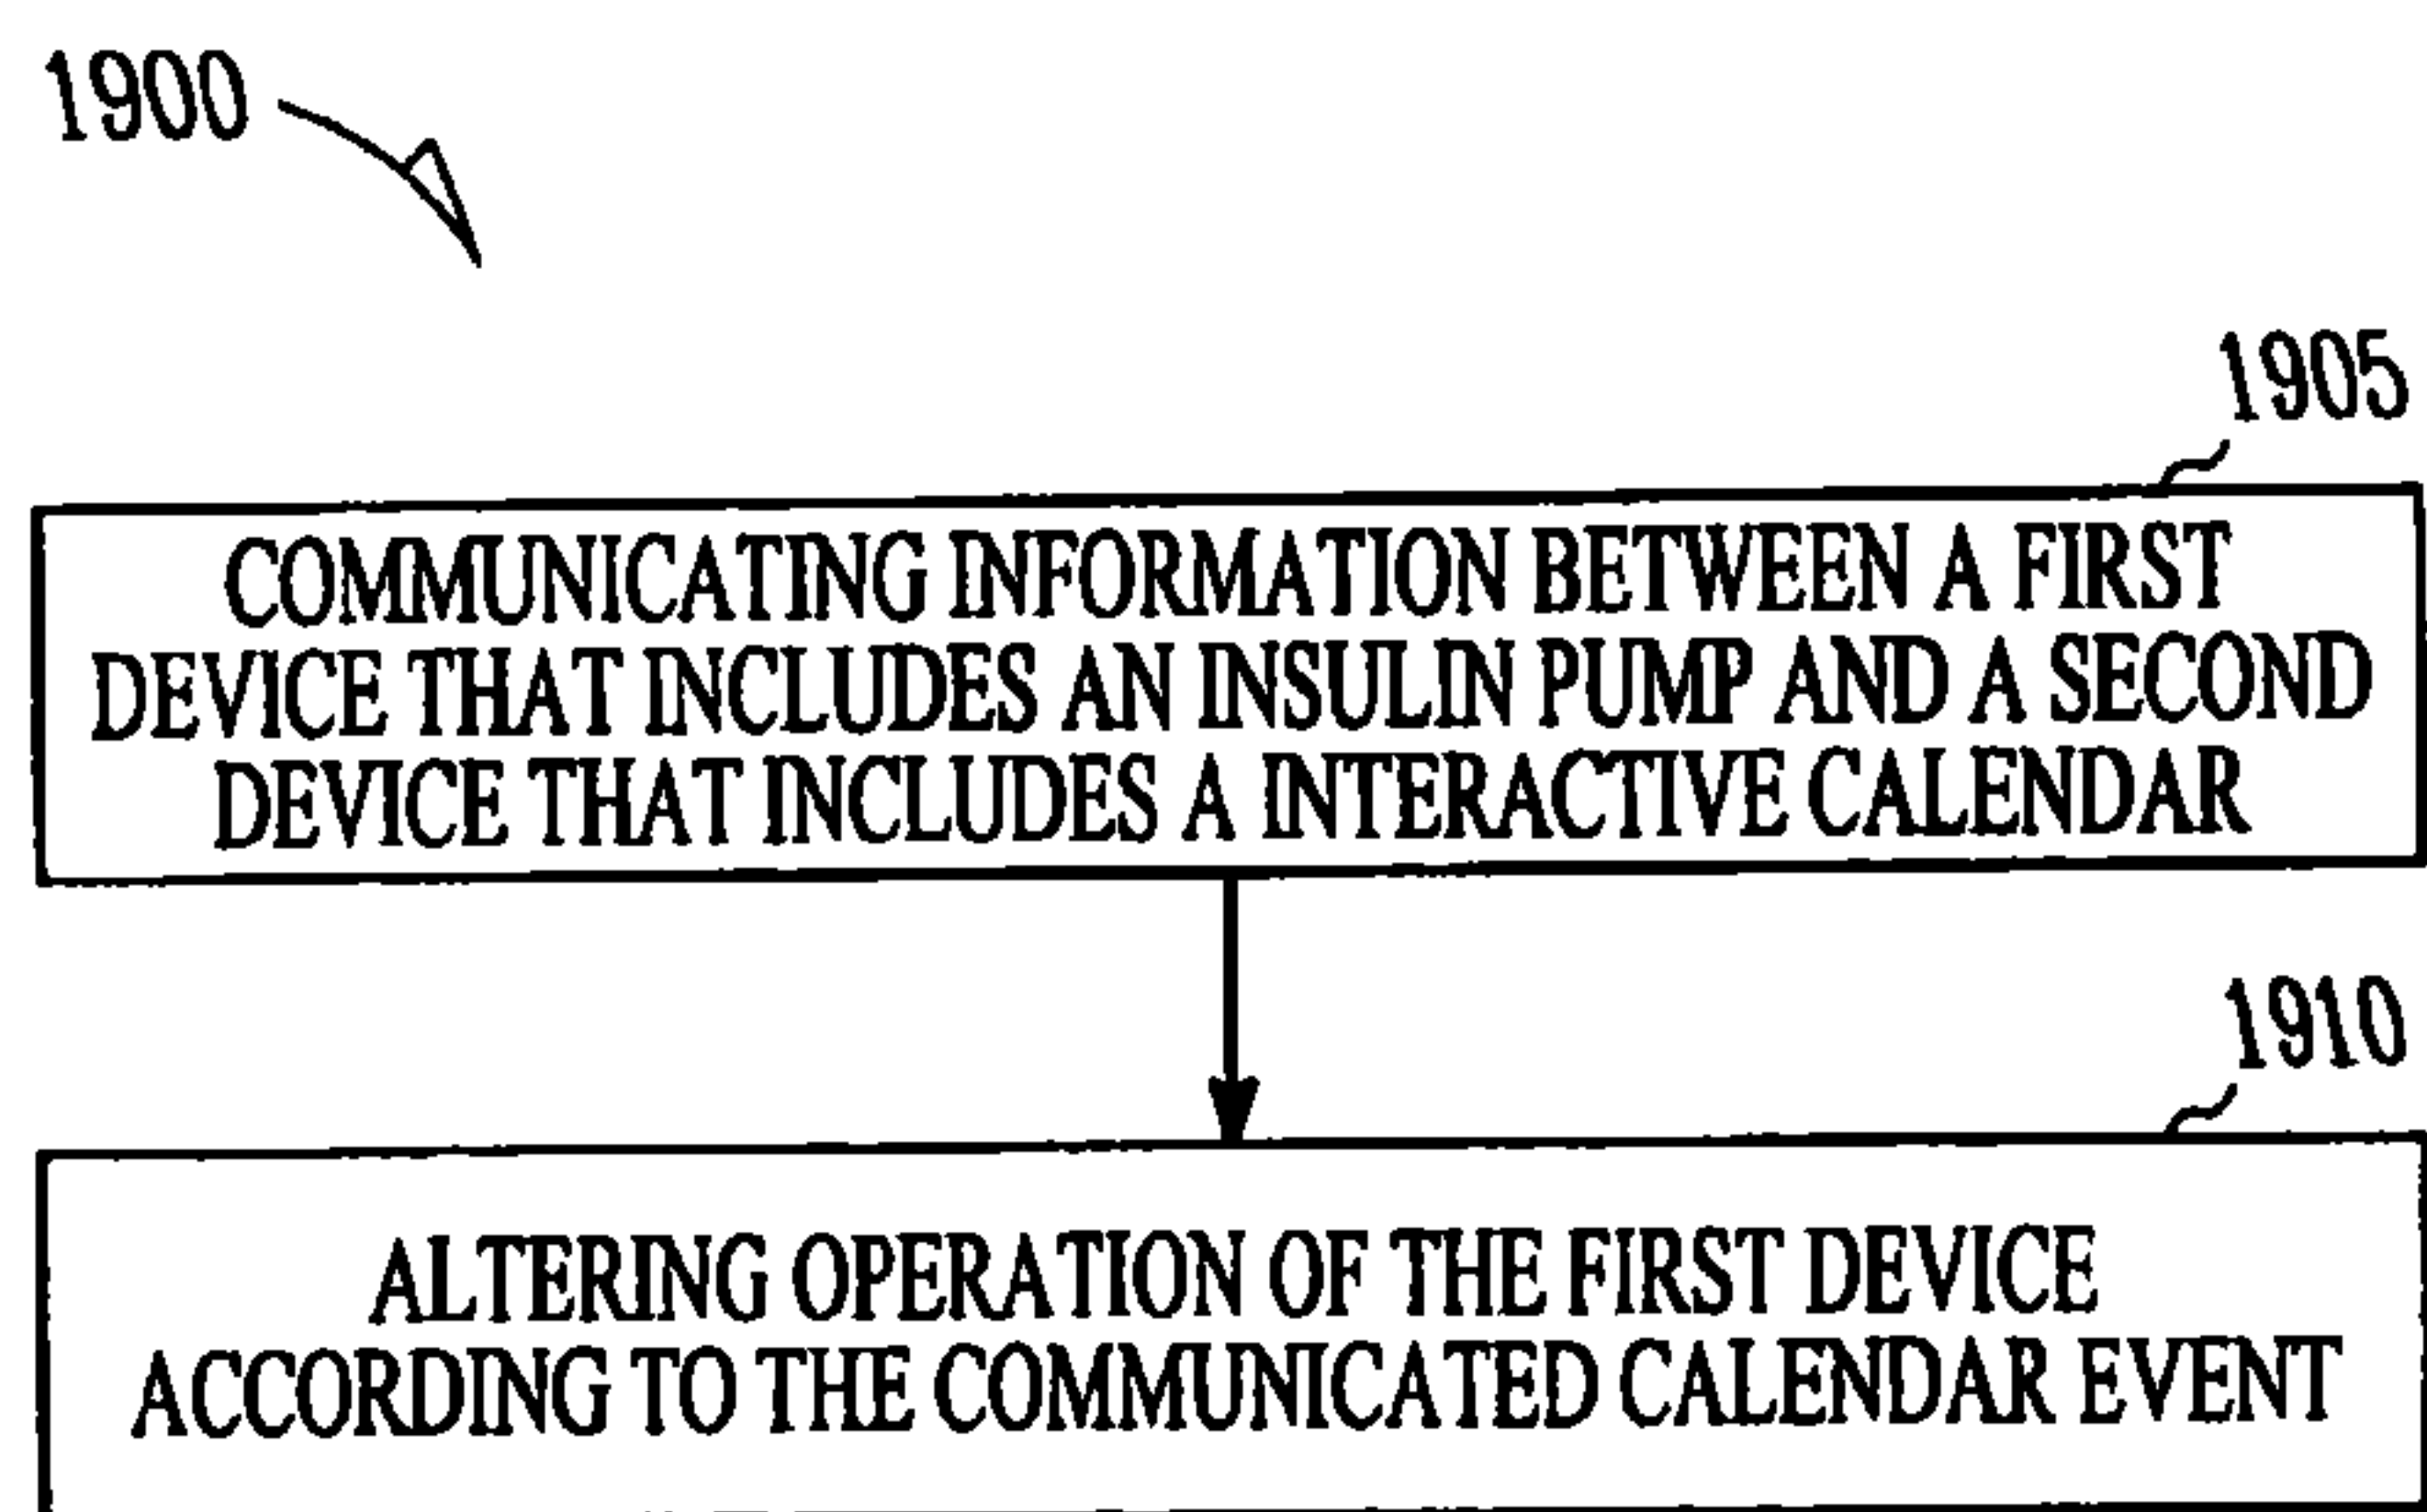 1900
1905
COMMUNICATING INFORMATION BETWEEN A FIRST
DEVICE THAT INCLUDES AN INSULIN PUMP AND A SECOND
DEVICE THAT INCLUDES A INTERACTIVE CALENDAR
1910
ALTERING OPERATION OF THE FIRST DEVICE
ACCORDING TO THE COMMUNICATED CALENDAR EVENT